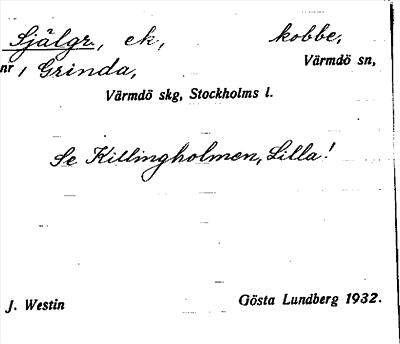 Själgr., ek, kobbe,
nr 1 Grinda, Värmdö sn,
Värmdö skg, Stockholms l.
Se Killingholmen, Lilla!
J. Westin Gösta Lundberg 1932.